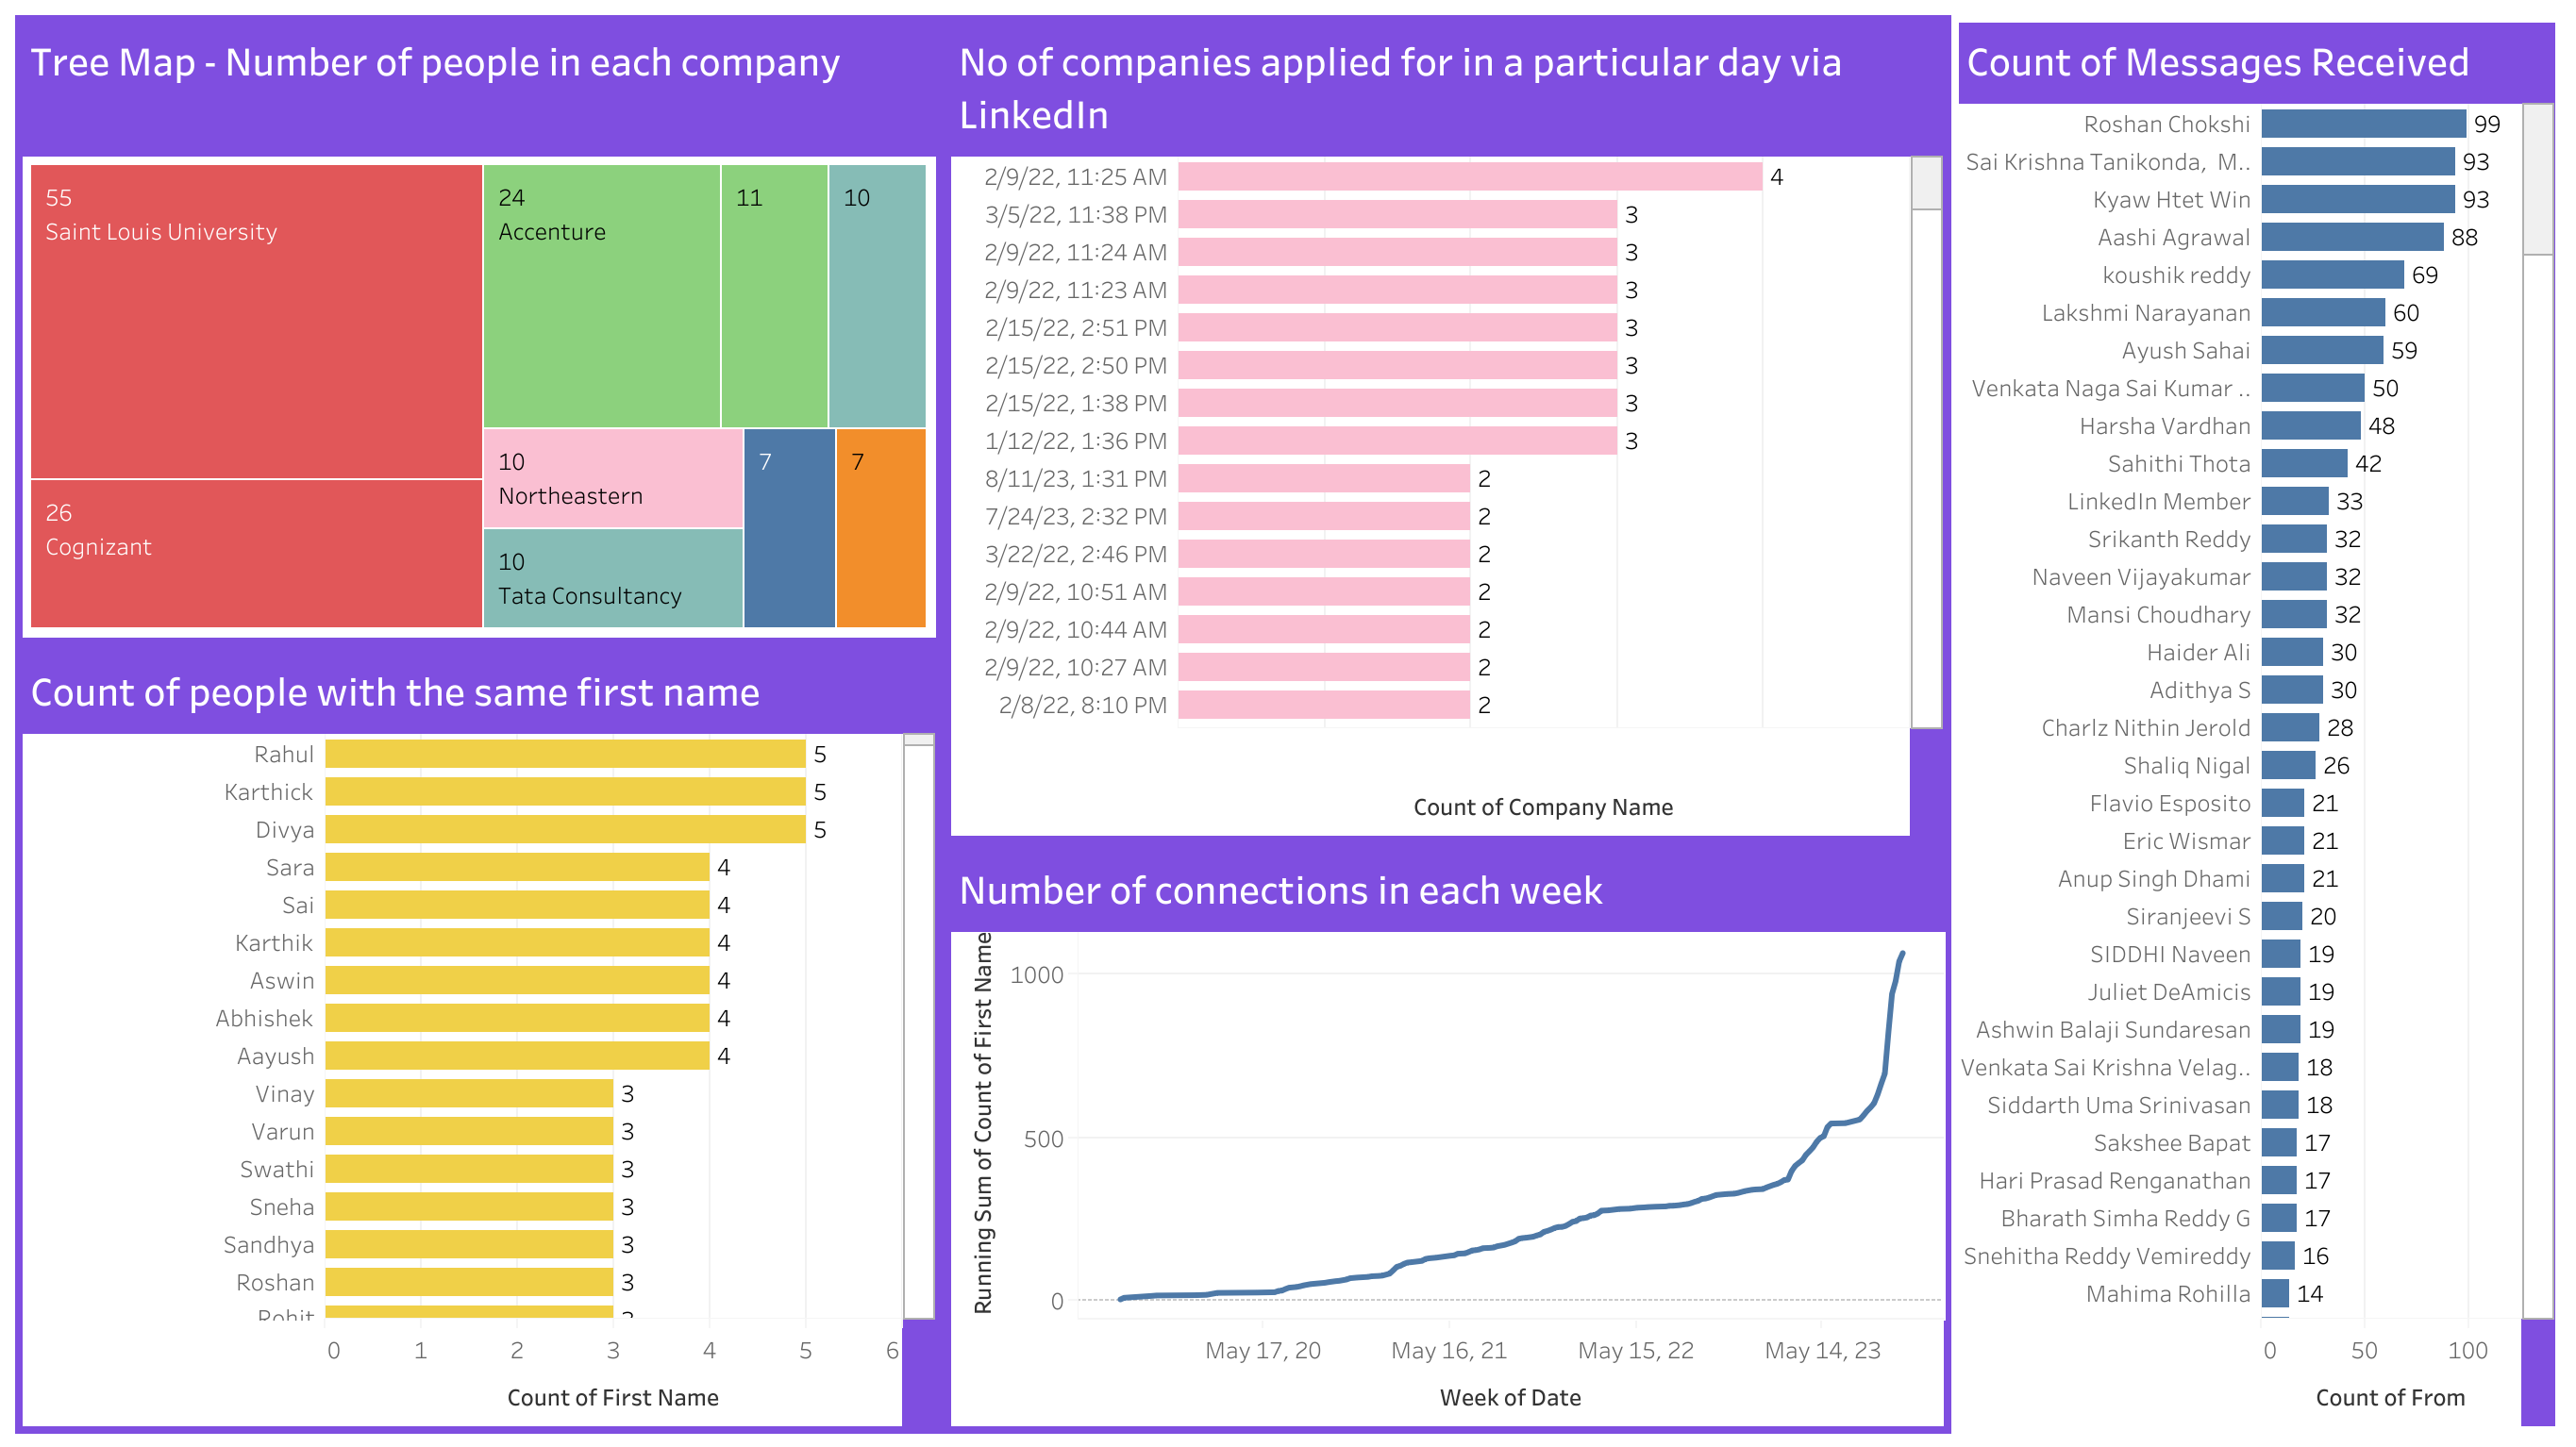 Tree Map - Number of people in each company
55
Saint Louis University
26
Cognizant
24
Accenture
11
10
10
Northeastern
10
Tata Consultancy
7
7
Count of people with the same first name
Rahul 5
Karthick 5
Divya 5
Sara 4
Sai 4
Karthik 4
Aswin 4
Abhishek 4
Aayush 4
Vinay 3
Varun 3
Swathi 3
Sneha 3
Sandhya 3
Roshan 3
Rohit 3
0 1 2 3 4 5 6
Count of First Name
No of companies applied for in a particular day via
LinkedIn
2/9/22, 11:25 AM 4
3/5/22, 11:38 PM 3
2/9/22, 11:24 AM 3
2/9/22, 11:23 AM 3
2/15/22, 2:51 PM 3
2/15/22, 2:50 PM 3
2/15/22, 1:38 PM 3
1/12/22, 1:36 PM 3
8/11/23, 1:31 PM 2
7/24/23, 2:32 PM 2
3/22/22, 2:46 PM 2
2/9/22, 10:51 AM 2
2/9/22, 10:44 AM 2
2/9/22, 10:27 AM 2
2/8/22, 8:10 PM 2
Count of Company Name
Number of connections in each week
Running Sum of Count of First Name
1000
500
0
May 17, 20 May 16, 21 May 15, 22 May 14, 23
Week of Date
Count of Messages Received
Roshan Chokshi 99
Sai Krishna Tanikonda, M.. 93
Kyaw Htet Win 93
Aashi Agrawal 88
koushik reddy 69
Lakshmi Narayanan 60
Ayush Sahai 59
Venkata Naga Sai Kumar .. 50
Harsha Vardhan 48
Sahithi Thota 42
LinkedIn Member 33
Srikanth Reddy 32
Naveen Vijayakumar 32
Mansi Choudhary 32
Haider Ali 30
Adithya S 30
Charlz Nithin Jerold 28
Shaliq Nigal 26
Flavio Esposito 21
Eric Wismar 21
Anup Singh Dhami 21
Siranjeevi S 20
SIDDHI Naveen 19
Juliet DeAmicis 19
Ashwin Balaji Sundaresan 19
Venkata Sai Krishna Velag.. 18
Siddarth Uma Srinivasan 18
Sakshee Bapat 17
Hari Prasad Renganathan 17
Bharath Simha Reddy G 17
Snehitha Reddy Vemireddy 16
Mahima Rohilla 14
0 50 100
Count of From